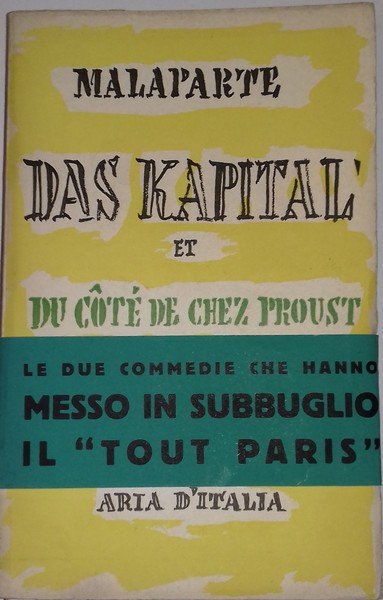 MALAPARTE
DAS KAPITAL
ET
DU CÔTÉ DE CHEZ PROUST
LE DUE COMMEDIE CHE HANNO
MESSO IN SUBBUGLIO
IL "TOUT PARIS"
ARIA D'ITALIA